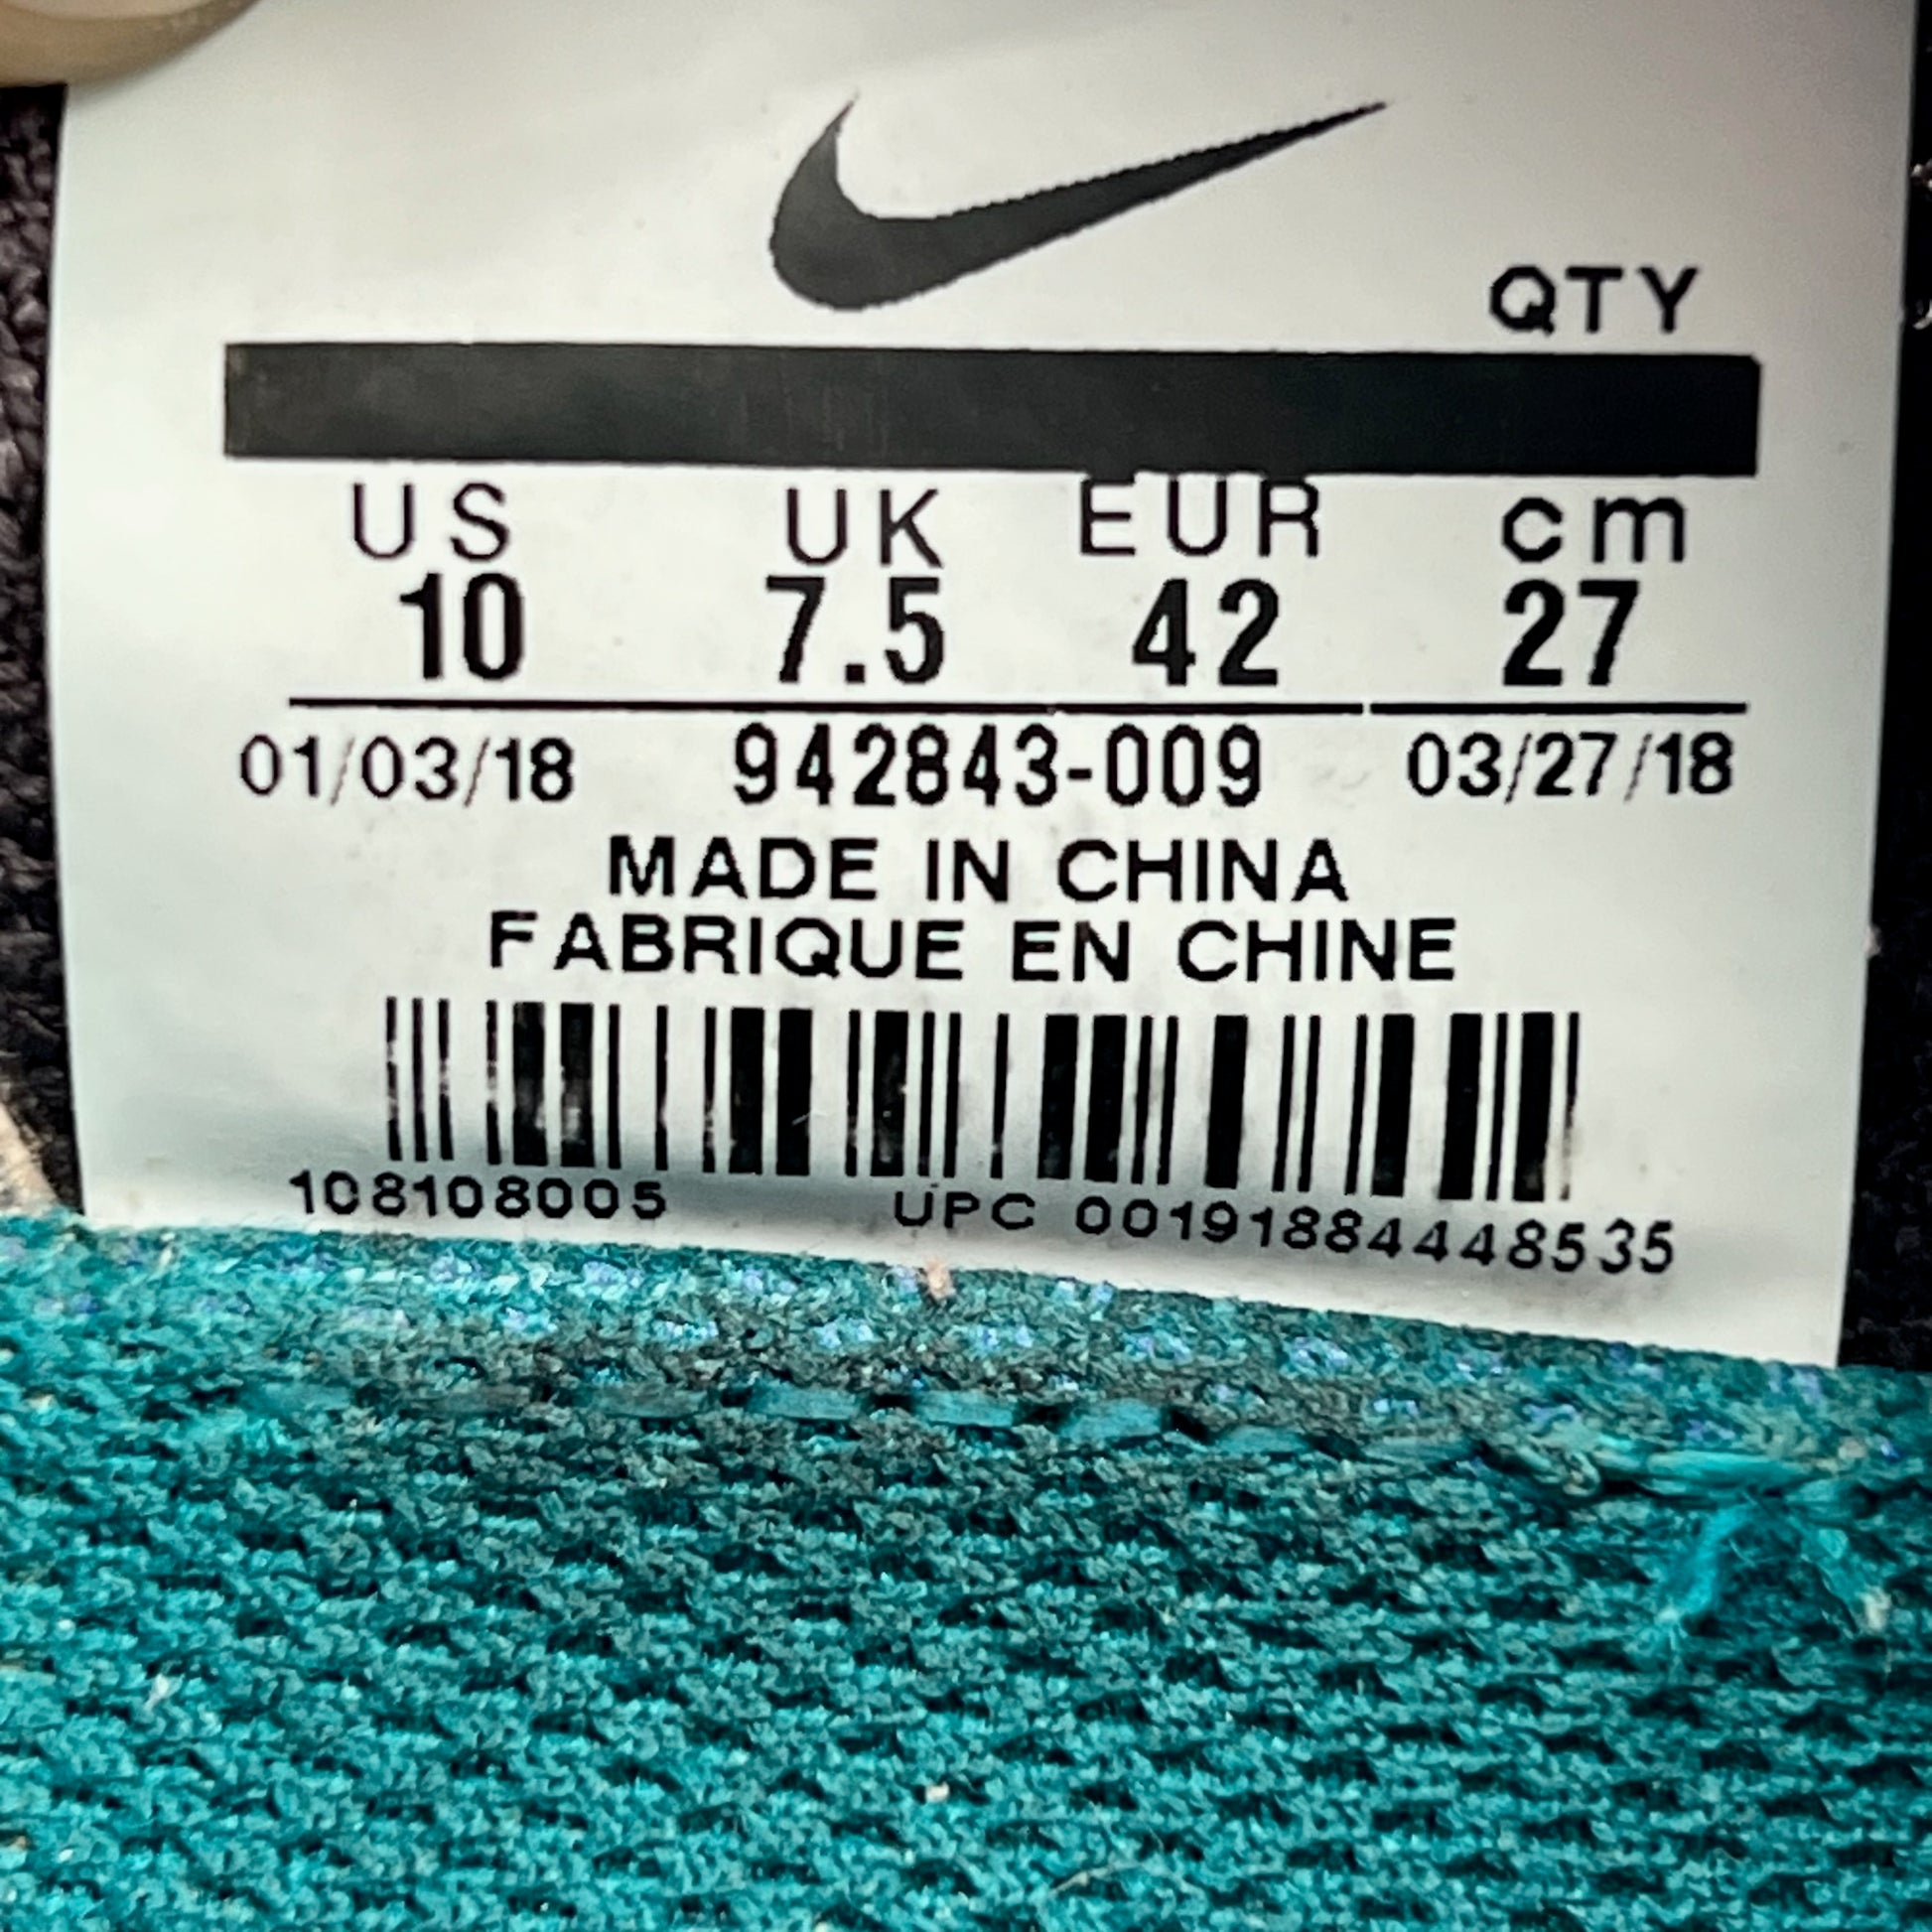 QTY
US UK EUR cm
10 7.5 42 27
01/03/18 942843-009 03/27/18
MADE IN CHINA
FABRIQUE EN CHINE
108108005 UPC 00191884448535